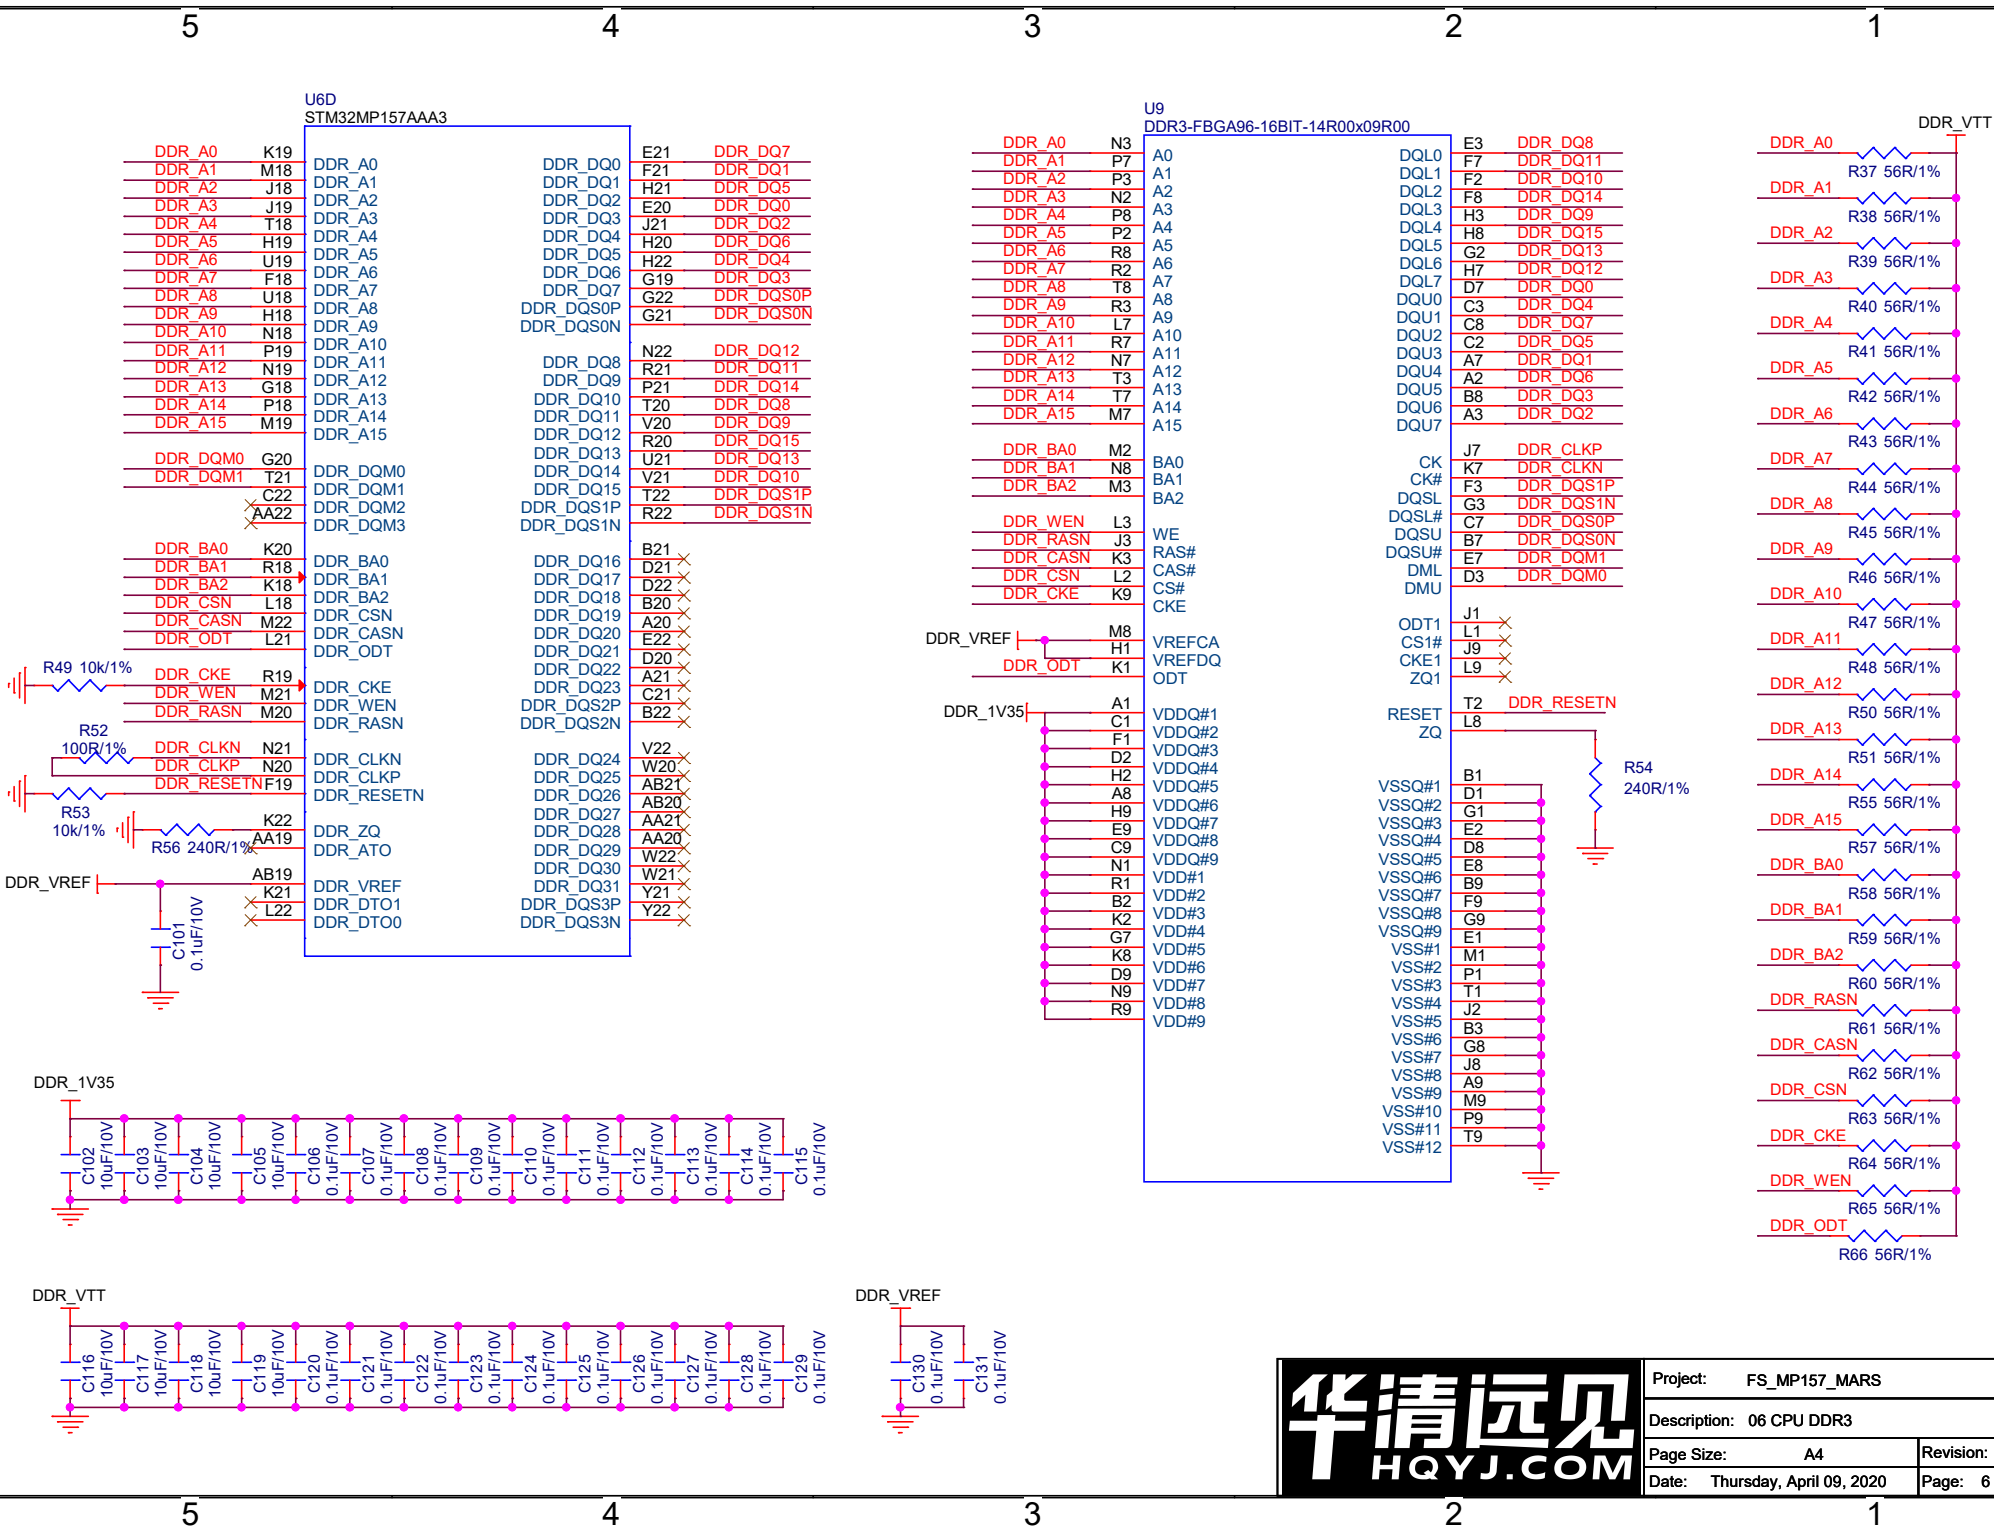 5 4 3 2 1
U6D
STM32MP157AAA3
DDR_A0 K19 DDR_A0
DDR_A1 M18 DDR_A1
DDR_A2 J18 DDR_A2
DDR_A3 J19 DDR_A3
DDR_A4 T18 DDR_A4
DDR_A5 H19 DDR_A5
DDR_A6 U19 DDR_A6
DDR_A7 F18 DDR_A7
DDR_A8 U18 DDR_A8
DDR_A9 H18 DDR_A9
DDR_A10 N18 DDR_A10
DDR_A11 P19 DDR_A11
DDR_A12 N19 DDR_A12
DDR_A13 G18 DDR_A13
DDR_A14 P18 DDR_A14
DDR_A15 M19 DDR_A15
DDR_DQM0 G20 DDR_DQM0
DDR_DQM1 T21 DDR_DQM1
C22 DDR_DQM2
AA22 DDR_DQM3
DDR_BA0 K20 DDR_BA0
DDR_BA1 R18 DDR_BA1
DDR_BA2 K18 DDR_BA2
DDR_CSN L18 DDR_CSN
DDR_CASN M22 DDR_CASN
DDR_ODT L21 DDR_ODT
R49 10k/1%
DDR_CKE R19 DDR_CKE
DDR_WEN M21 DDR_WEN
DDR_RASN M20 DDR_RASN
R52
100R/1%
DDR_CLKN N21 DDR_CLKN
DDR_CLKP N20 DDR_CLKP
DDR_RESETN F19 DDR_RESETN
R53
10k/1%
K22 DDR_ZQ
R56 240R/1%
AA19 DDR_ATO
DDR_VREF AB19 DDR_VREF
K21 DDR_DTO1
L22 DDR_DTO0
C101
0.1uF/10V
DDR_DQ0 E21 DDR_DQ7
DDR_DQ1 F21 DDR_DQ1
DDR_DQ2 H21 DDR_DQ5
DDR_DQ3 E20 DDR_DQ0
DDR_DQ4 J21 DDR_DQ2
DDR_DQ5 H20 DDR_DQ6
DDR_DQ6 H22 DDR_DQ4
DDR_DQ7 G19 DDR_DQ3
DDR_DQS0P G22 DDR_DQS0P
DDR_DQS0N G21 DDR_DQS0N
DDR_DQ8 N22 DDR_DQ12
DDR_DQ9 R21 DDR_DQ11
DDR_DQ10 P21 DDR_DQ14
DDR_DQ11 T20 DDR_DQ8
DDR_DQ12 V20 DDR_DQ9
DDR_DQ13 R20 DDR_DQ15
DDR_DQ14 U21 DDR_DQ13
DDR_DQ15 V21 DDR_DQ10
DDR_DQS1P T22 DDR_DQS1P
DDR_DQS1N R22 DDR_DQS1N
DDR_DQ16 B21
DDR_DQ17 D21
DDR_DQ18 D22
DDR_DQ19 B20
DDR_DQ20 A20
DDR_DQ21 E22
DDR_DQ22 D20
DDR_DQ23 A21
DDR_DQS2P C21
DDR_DQS2N B22
DDR_DQ24 V22
DDR_DQ25 W20
DDR_DQ26 AB21
DDR_DQ27 AB20
DDR_DQ28 AA21
DDR_DQ29 AA20
DDR_DQ30 W22
DDR_DQ31 W21
DDR_DQS3P Y21
DDR_DQS3N Y22
U9
DDR3-FBGA96-16BIT-14R00x09R00
DDR_A0 N3 A0
DDR_A1 P7 A1
DDR_A2 P3 A2
DDR_A3 N2 A3
DDR_A4 P8 A4
DDR_A5 P2 A5
DDR_A6 R8 A6
DDR_A7 R2 A7
DDR_A8 T8 A8
DDR_A9 R3 A9
DDR_A10 L7 A10
DDR_A11 R7 A11
DDR_A12 N7 A12
DDR_A13 T3 A13
DDR_A14 T7 A14
DDR_A15 M7 A15
DDR_BA0 M2 BA0
DDR_BA1 N8 BA1
DDR_BA2 M3 BA2
DDR_WEN L3 WE
DDR_RASN J3 RAS#
DDR_CASN K3 CAS#
DDR_CSN L2 CS#
DDR_CKE K9 CKE
DDR_VREF M8 VREFCA
H1 VREFDQ
DDR_ODT K1 ODT
DDR_1V35 A1 VDDQ#1
C1 VDDQ#2
F1 VDDQ#3
D2 VDDQ#4
H2 VDDQ#5
A8 VDDQ#6
H9 VDDQ#7
E9 VDDQ#8
C9 VDDQ#9
N1 VDD#1
R1 VDD#2
B2 VDD#3
K2 VDD#4
G7 VDD#5
K8 VDD#6
D9 VDD#7
N9 VDD#8
R9 VDD#9
DQL0 E3 DDR_DQ8
DQL1 F7 DDR_DQ11
DQL2 F2 DDR_DQ10
DQL3 F8 DDR_DQ14
DQL4 H3 DDR_DQ9
DQL5 H8 DDR_DQ15
DQL6 G2 DDR_DQ13
DQL7 H7 DDR_DQ12
DQU0 D7 DDR_DQ0
DQU1 C3 DDR_DQ4
DQU2 C8 DDR_DQ7
DQU3 C2 DDR_DQ5
DQU4 A7 DDR_DQ1
DQU5 A2 DDR_DQ6
DQU6 B8 DDR_DQ3
DQU7 A3 DDR_DQ2
CK J7 DDR_CLKP
CK# K7 DDR_CLKN
DQSL F3 DDR_DQS1P
DQSL# G3 DDR_DQS1N
DQSU C7 DDR_DQS0P
DQSU# B7 DDR_DQS0N
DML E7 DDR_DQM1
DMU D3 DDR_DQM0
ODT1 J1
CS1# L1
CKE1 J9
ZQ1 L9
RESET T2 DDR_RESETN
ZQ L8
R54
240R/1%
VSSQ#1 B1
VSSQ#2 D1
VSSQ#3 G1
VSSQ#4 E2
VSSQ#5 D8
VSSQ#6 E8
VSSQ#7 B9
VSSQ#8 F9
VSSQ#9 G9
VSS#1 E1
VSS#2 M1
VSS#3 P1
VSS#4 T1
VSS#5 J2
VSS#6 B3
VSS#7 G8
VSS#8 J8
VSS#9 A9
VSS#10 M9
VSS#11 P9
VSS#12 T9
DDR_VTT
DDR_A0 R37 56R/1%
DDR_A1 R38 56R/1%
DDR_A2 R39 56R/1%
DDR_A3 R40 56R/1%
DDR_A4 R41 56R/1%
DDR_A5 R42 56R/1%
DDR_A6 R43 56R/1%
DDR_A7 R44 56R/1%
DDR_A8 R45 56R/1%
DDR_A9 R46 56R/1%
DDR_A10 R47 56R/1%
DDR_A11 R48 56R/1%
DDR_A12 R50 56R/1%
DDR_A13 R51 56R/1%
DDR_A14 R55 56R/1%
DDR_A15 R57 56R/1%
DDR_BA0 R58 56R/1%
DDR_BA1 R59 56R/1%
DDR_BA2 R60 56R/1%
DDR_RASN R61 56R/1%
DDR_CASN R62 56R/1%
DDR_CSN R63 56R/1%
DDR_CKE R64 56R/1%
DDR_WEN R65 56R/1%
DDR_ODT R66 56R/1%
DDR_1V35
C102 10uF/10V
C103 10uF/10V
C104 10uF/10V
C105 10uF/10V
C106 0.1uF/10V
C107 0.1uF/10V
C108 0.1uF/10V
C109 0.1uF/10V
C110 0.1uF/10V
C111 0.1uF/10V
C112 0.1uF/10V
C113 0.1uF/10V
C114 0.1uF/10V
C115 0.1uF/10V
DDR_VTT
C116 10uF/10V
C117 10uF/10V
C118 10uF/10V
C119 10uF/10V
C120 0.1uF/10V
C121 0.1uF/10V
C122 0.1uF/10V
C123 0.1uF/10V
C124 0.1uF/10V
C125 0.1uF/10V
C126 0.1uF/10V
C127 0.1uF/10V
C128 0.1uF/10V
C129 0.1uF/10V
DDR_VREF
C130 0.1uF/10V
C131 0.1uF/10V
华清远见
HQYJ.COM
Project: FS_MP157_MARS
Description: 06 CPU DDR3
Page Size: A4 Revision:
Date: Thursday, April 09, 2020 Page: 6
5 4 3 2 1